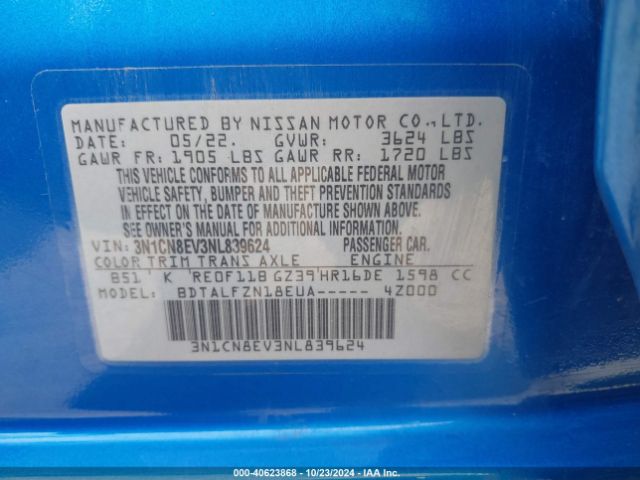 MANUFACTURED BY NISSAN MOTOR CO.,LTD.
DATE: 05/22. GVWR: 3624 LBS
GAWR FR: 1905 LBS GAWR RR: 1720 LBS
THIS VEHICLE CONFORMS TO ALL APPLICABLE FEDERAL MOTOR
VEHICLE SAFETY, BUMPER AND THEFT PREVENTION STANDARDS
IN EFFECT ON THE DATE OF MANUFACTURE SHOWN ABOVE.
SEE OWNER'S MANUAL FOR ADDITIONAL INFORMATION.
VIN: 3N1CN8EV3NL839624 PASSENGER CAR.
COLOR TRIM TRANS AXLE ENGINE
B51 K RE0F11B GZ39 HR16DE 1598 CC
MODEL: BDTALFZN18EUA----- 4Z000
3N1CN8EV3NL839624
000-40623868 - 10/23/2024 - IAA Inc.